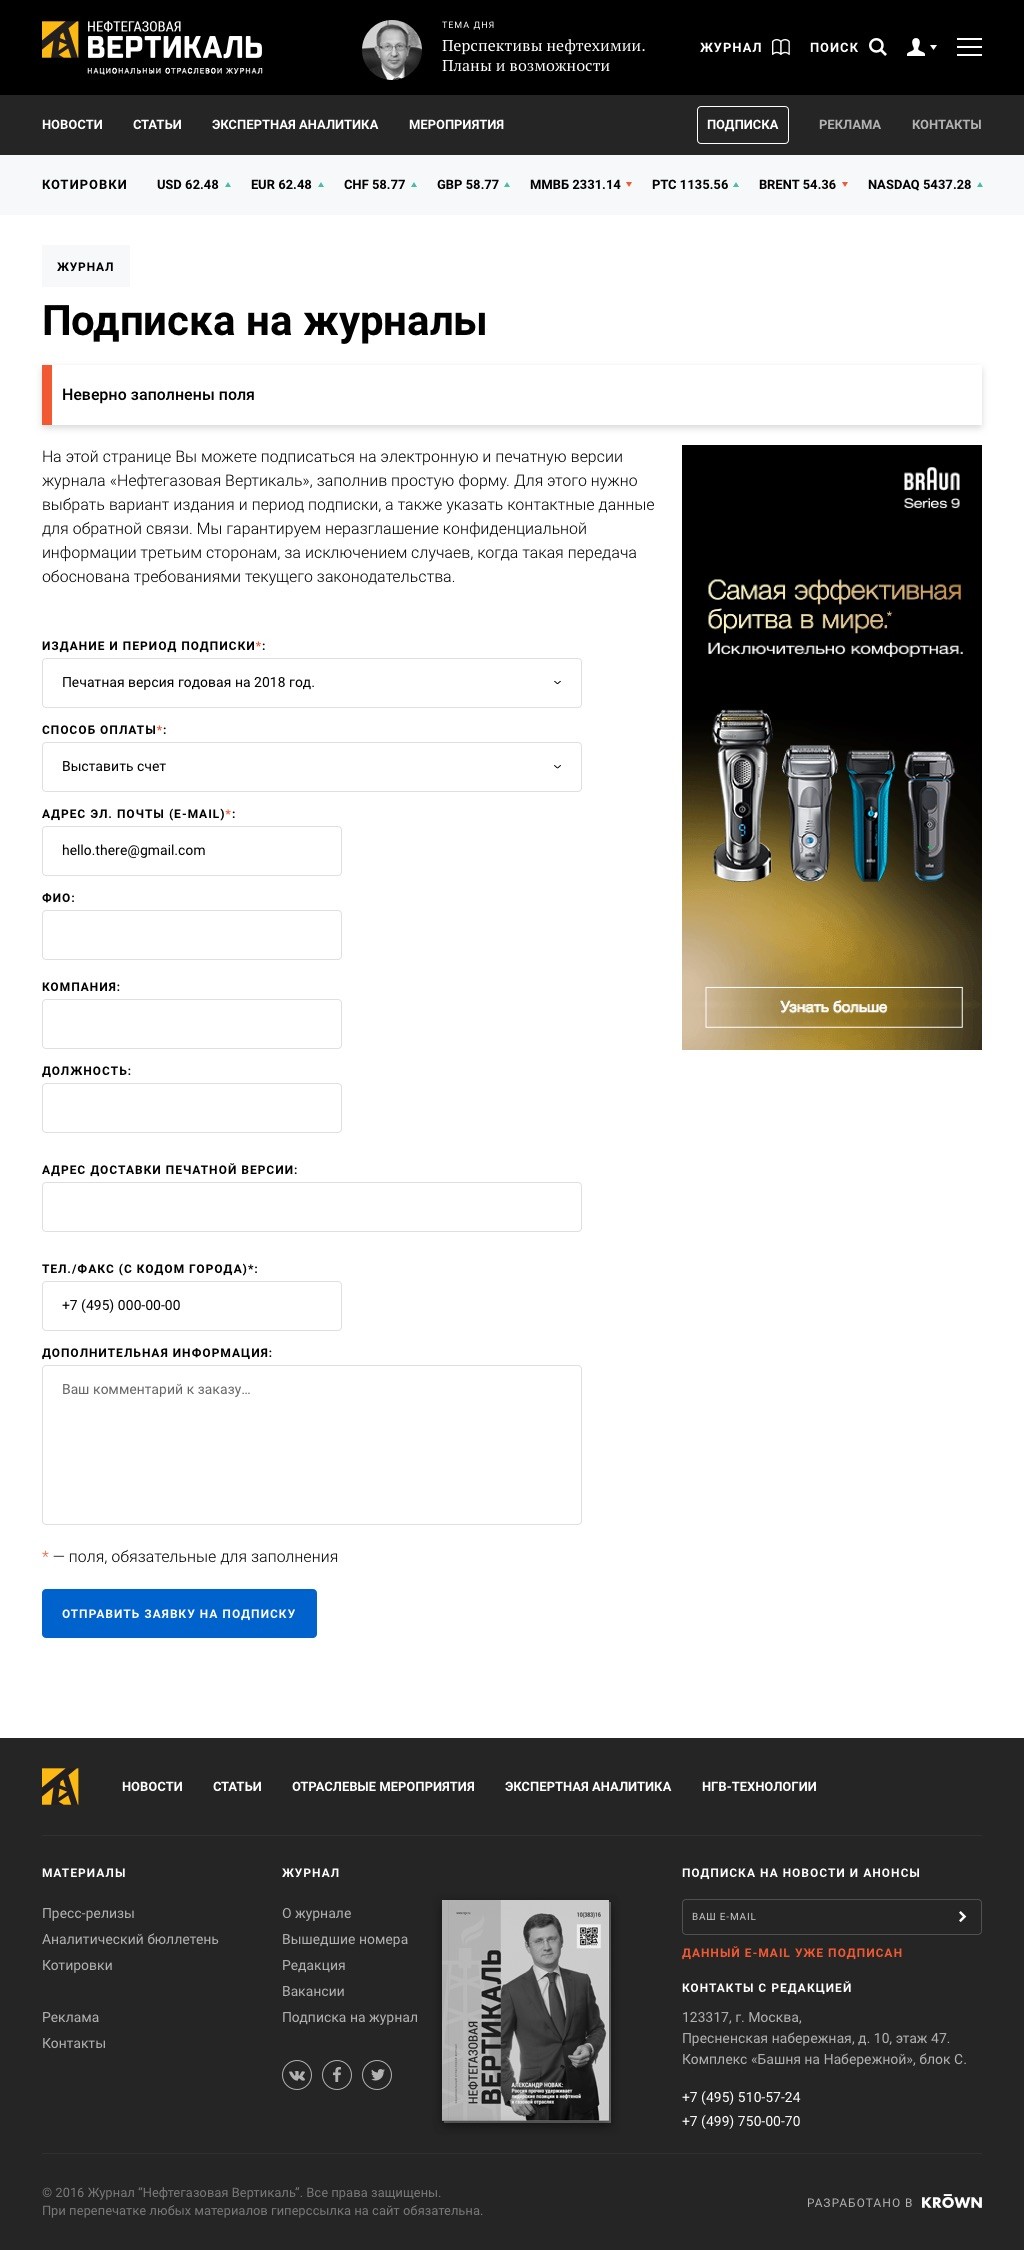 НЕФТЕГАЗОВАЯ
ВЕРТИКАЛЬ
НАЦИОНАЛЬНЫЙ ОТРАСЛЕВОЙ ЖУРНАЛ
ТЕМА ДНЯ
Перспективы нефтехимии.
Планы и возможности
ЖУРНАЛ
ПОИСК
НОВОСТИ СТАТЬИ ЭКСПЕРТНАЯ АНАЛИТИКА МЕРОПРИЯТИЯ ПОДПИСКА РЕКЛАМА КОНТАКТЫ
КОТИРОВКИ USD 62.48 EUR 62.48 CHF 58.77 GBP 58.77 ММВБ 2331.14 РТС 1135.56 BRENT 54.36 NASDAQ 5437.28
ЖУРНАЛ
Подписка на журналы
Неверно заполнены поля
На этой странице Вы можете подписаться на электронную и печатную версии
журнала «Нефтегазовая Вертикаль», заполнив простую форму. Для этого нужно
выбрать вариант издания и период подписки, а также указать контактные данные
для обратной связи. Мы гарантируем неразглашение конфиденциальной
информации третьим сторонам, за исключением случаев, когда такая передача
обоснована требованиями текущего законодательства.
BRAUN
Series 9
Самая эффективная
бритва в мире.*
Исключительно комфортная.
Узнать больше
ИЗДАНИЕ И ПЕРИОД ПОДПИСКИ*:
Печатная версия годовая на 2018 год.
СПОСОБ ОПЛАТЫ*:
Выставить счет
АДРЕС ЭЛ. ПОЧТЫ (E-MAIL)*:
hello.there@gmail.com
ФИО:
КОМПАНИЯ:
ДОЛЖНОСТЬ:
АДРЕС ДОСТАВКИ ПЕЧАТНОЙ ВЕРСИИ:
ТЕЛ./ФАКС (С КОДОМ ГОРОДА)*:
+7 (495) 000-00-00
ДОПОЛНИТЕЛЬНАЯ ИНФОРМАЦИЯ:
Ваш комментарий к заказу...
* — поля, обязательные для заполнения
ОТПРАВИТЬ ЗАЯВКУ НА ПОДПИСКУ
НОВОСТИ СТАТЬИ ОТРАСЛЕВЫЕ МЕРОПРИЯТИЯ ЭКСПЕРТНАЯ АНАЛИТИКА НГВ-ТЕХНОЛОГИИ
МАТЕРИАЛЫ
Пресс-релизы
Аналитический бюллетень
Котировки
Реклама
Контакты
ЖУРНАЛ
О журнале
Вышедшие номера
Редакция
Вакансии
Подписка на журнал
10(383)16
НЕФТЕГАЗОВАЯ
ВЕРТИКАЛЬ
АЛЕКСАНДР НОВАК:
Россия прочно удерживает
лидерские позиции в нефтяной
и газовой отраслях
ПОДПИСКА НА НОВОСТИ И АНОНСЫ
ВАШ E-MAIL
ДАННЫЙ E-MAIL УЖЕ ПОДПИСАН
КОНТАКТЫ С РЕДАКЦИЕЙ
123317, г. Москва,
Пресненская набережная, д. 10, этаж 47.
Комплекс «Башня на Набережной», блок С.
+7 (495) 510-57-24
+7 (499) 750-00-70
© 2016 Журнал "Нефтегазовая Вертикаль". Все права защищены.
При перепечатке любых материалов гиперссылка на сайт обязательна.
РАЗРАБОТАНО В KRŌWN